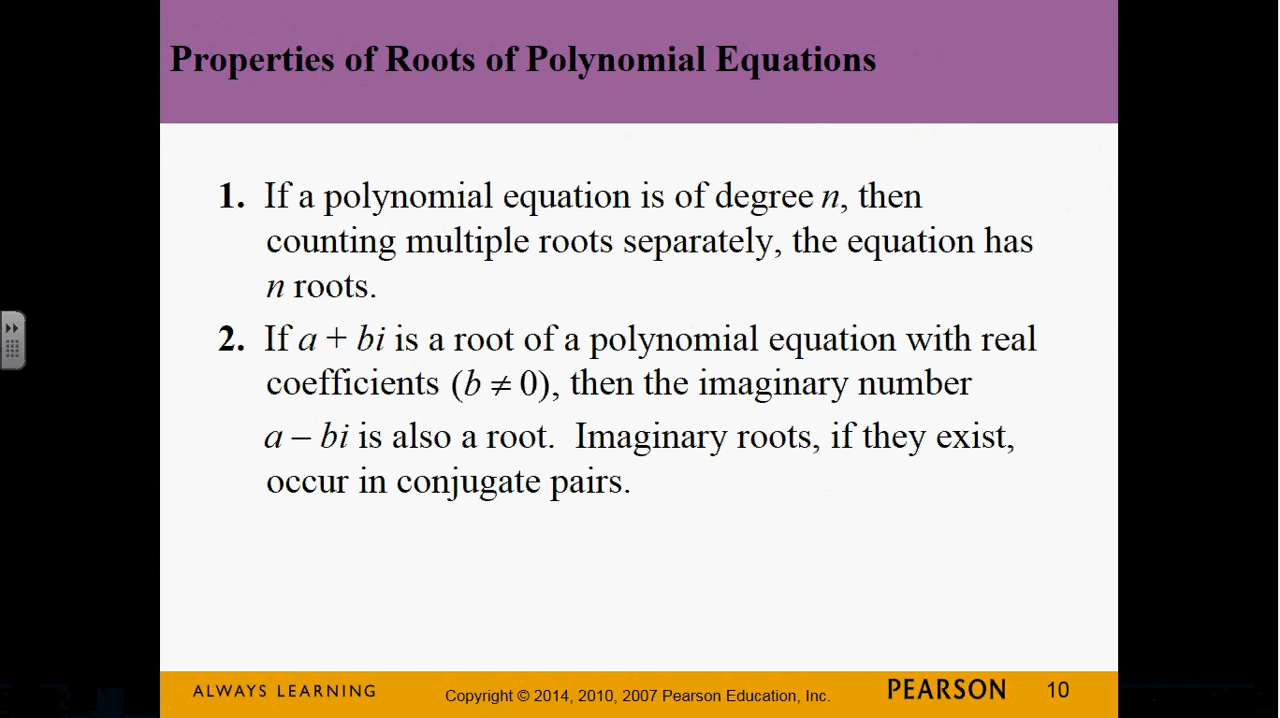 Properties of Roots of Polynomial Equations
1. If a polynomial equation is of degree n, then
counting multiple roots separately, the equation has
n roots.
2. If a + bi is a root of a polynomial equation with real
coefficients (b ≠ 0), then the imaginary number
a – bi is also a root. Imaginary roots, if they exist,
occur in conjugate pairs.
ALWAYS LEARNING Copyright © 2014, 2010, 2007 Pearson Education, Inc. PEARSON 10